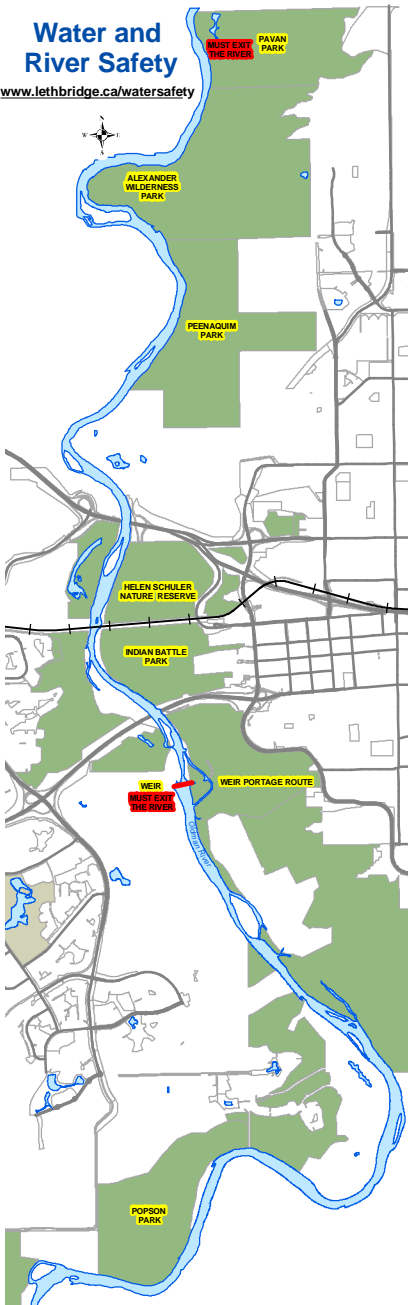 Water and
River Safety
www.lethbridge.ca/watersafety
N
W E
S
MUST EXIT
THE RIVER
PAVAN
PARK
ALEXANDER
WILDERNESS
PARK
PEENAQUIM
PARK
HELEN SCHULER
NATURE RESERVE
INDIAN BATTLE
PARK
WEIR
MUST EXIT
THE RIVER
WEIR PORTAGE ROUTE
Oldman River
POPSON
PARK